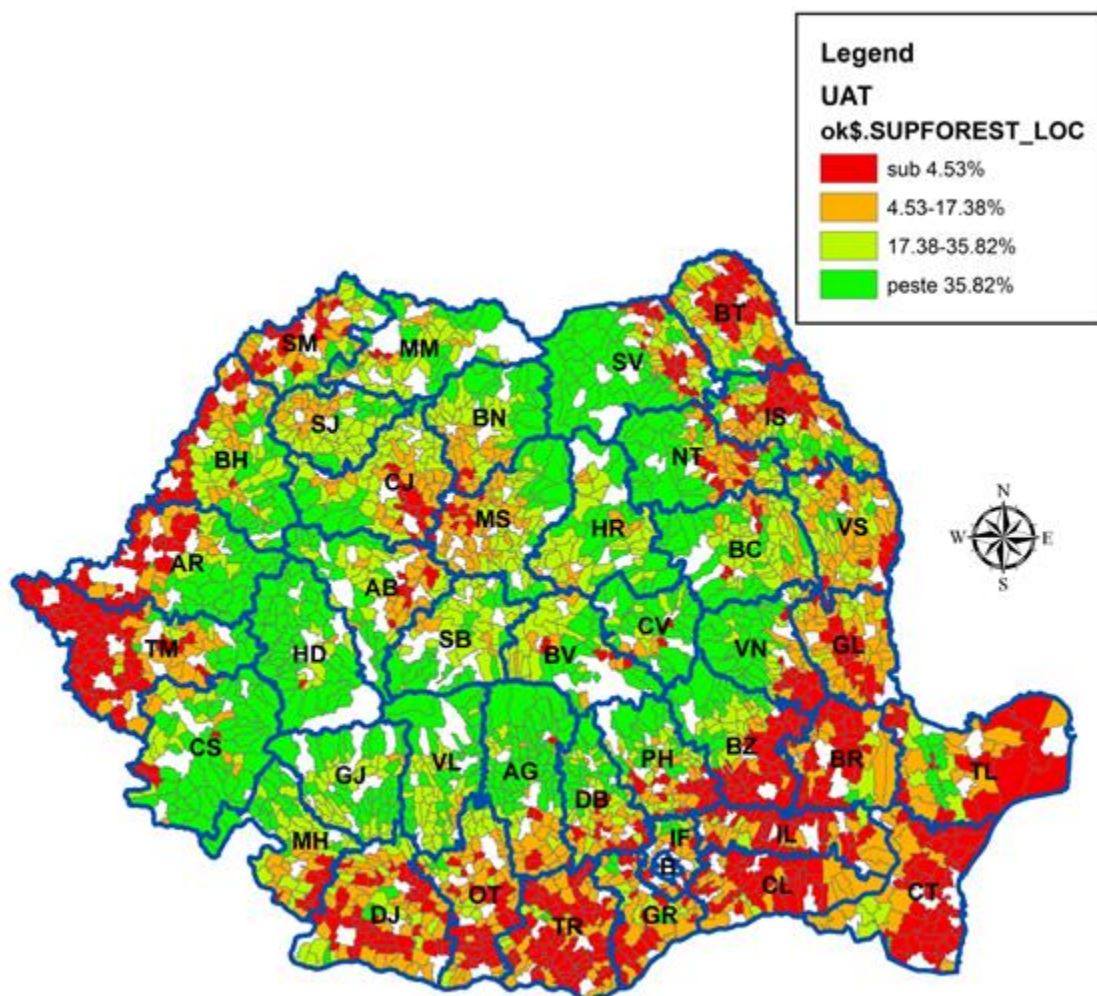 Legend
UAT
ok$.SUPFOREST_LOC
sub 4.53%
4.53-17.38%
17.38-35.82%
peste 35.82%
BT
SM
MM
SV
SJ
BN
IS
BH
CJ
NT
MS
HR
BC
VS
N
W
E
S
AR
AB
TM
HD
SB
BV
CV
VN
GL
CS
GJ
VL
AG
PH
BZ
BR
TL
DB
MH
IF
B
IL
DJ
OT
TR
GR
CL
CT